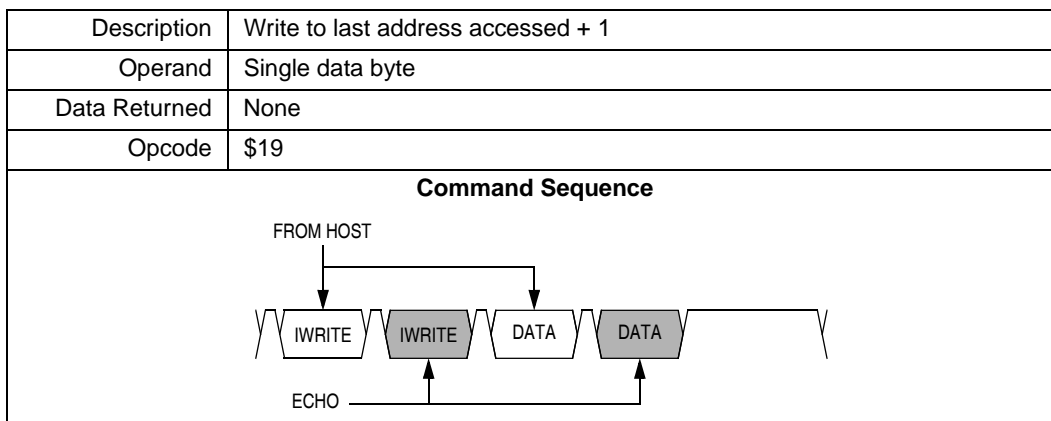 Description Write to last address accessed + 1
Operand Single data byte
Data Returned None
Opcode $19
Command Sequence
FROM HOST
IWRITE IWRITE DATA DATA
ECHO